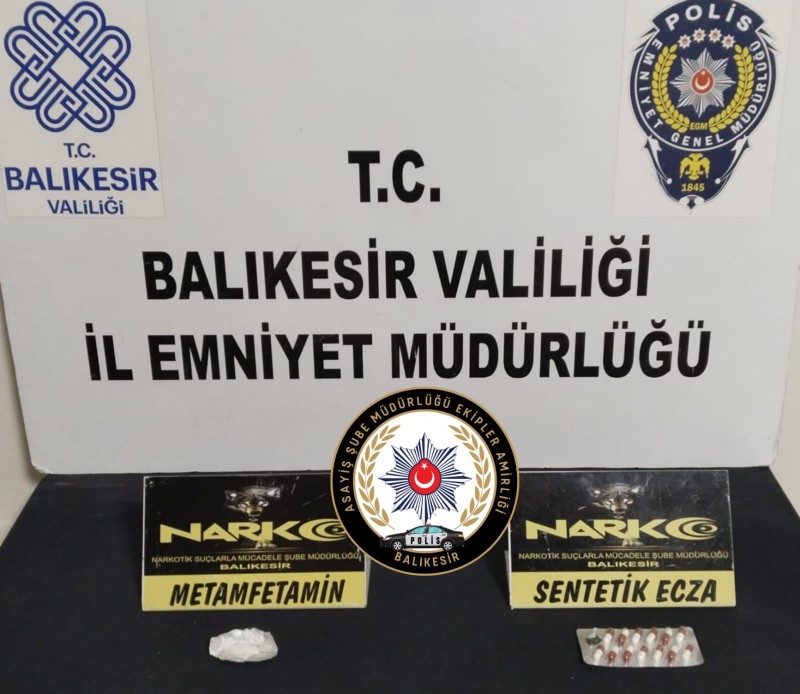 T.C.
BALIKESİR
VALİLİĞİ
POLİS
EMNİYET GENEL MÜDÜRLÜĞÜ
EGM
1845
T.C.
BALIKESİR VALİLİĞİ
İL EMNİYET MÜDÜRLÜĞÜ
ASAYİŞ ŞUBE MÜDÜRLÜĞÜ EKİPLER AMİRLİĞİ
POLİS
BALIKESİR
NARKO
NARKOTİK SUÇLARLA MÜCADELE ŞUBE MÜDÜRLÜĞÜ
BALIKESİR
METAMFETAMİN
NARKO
NARKOTİK SUÇLARLA MÜCADELE ŞUBE MÜDÜRLÜĞÜ
BALIKESİR
SENTETİK ECZA